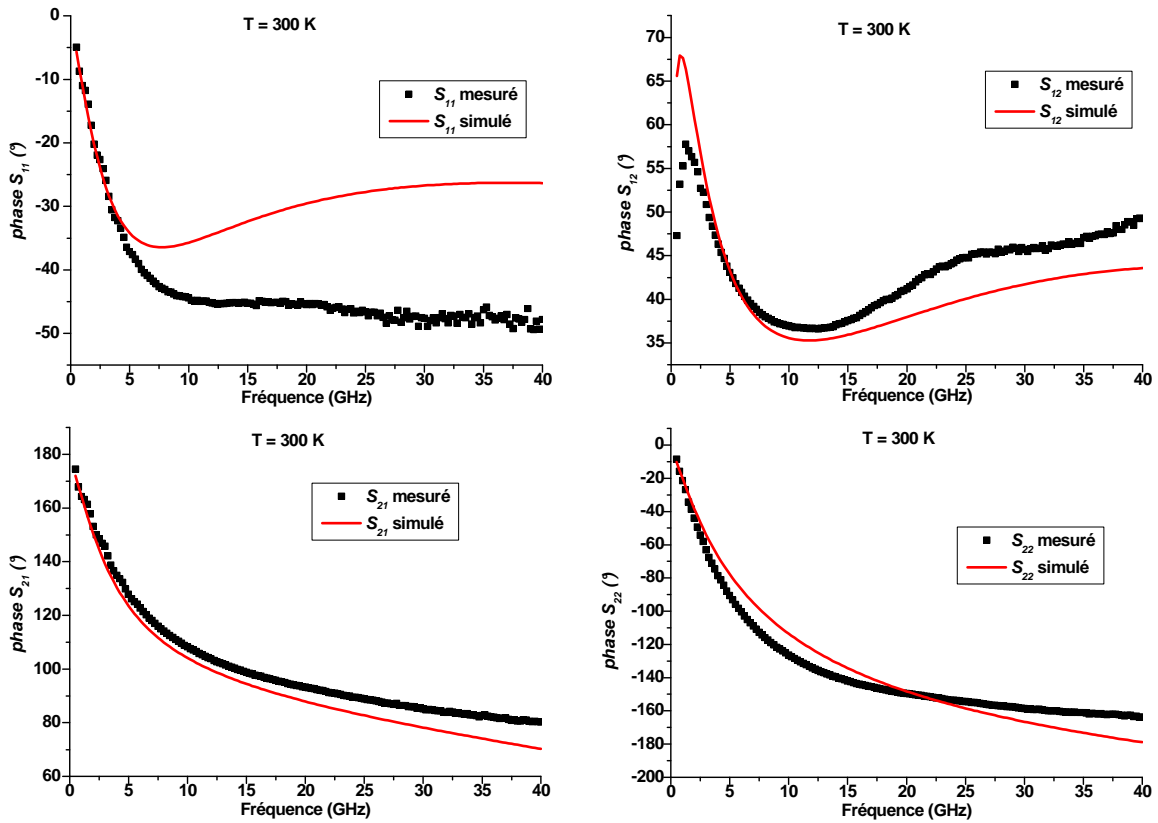 T = 300 K
0
-10
-20
-30
-40
-50
phase S11 (°)
S11 mesuré
S11 simulé
0 5 10 15 20 25 30 35 40
Fréquence (GHz)
T = 300 K
75
70
65
60
55
50
45
40
35
phase S12 (°)
S12 mesuré
S12 simulé
0 5 10 15 20 25 30 35 40
Fréquence (GHz)
T = 300 K
180
160
140
120
100
80
60
phase S21 (°)
S21 mesuré
S21 simulé
0 5 10 15 20 25 30 35 40
Fréquence (GHz)
T = 300 K
0
-20
-40
-60
-80
-100
-120
-140
-160
-180
-200
phase S22 (°)
S22 mesuré
S22 simulé
0 5 10 15 20 25 30 35 40
Fréquence (GHz)